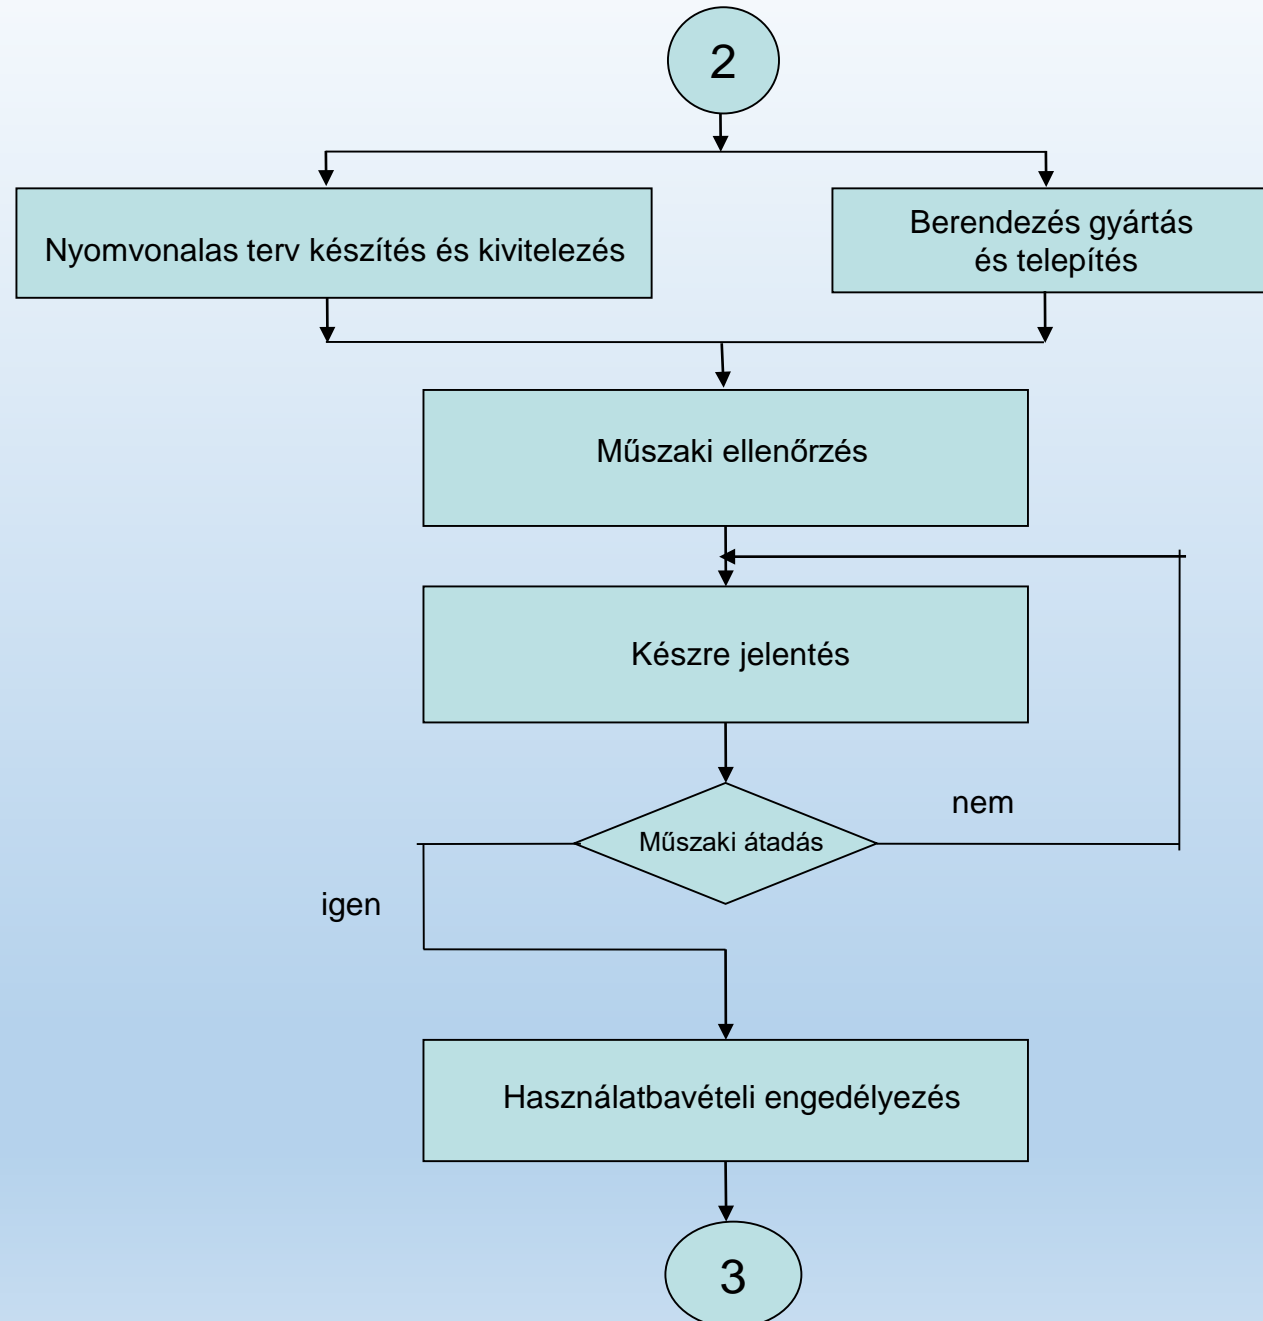 2
Nyomvonalas terv készítés és kivitelezés
Berendezés gyártás
és telepítés
Műszaki ellenőrzés
Készre jelentés
nem
Műszaki átadás
igen
Használatbavételi engedélyezés
3